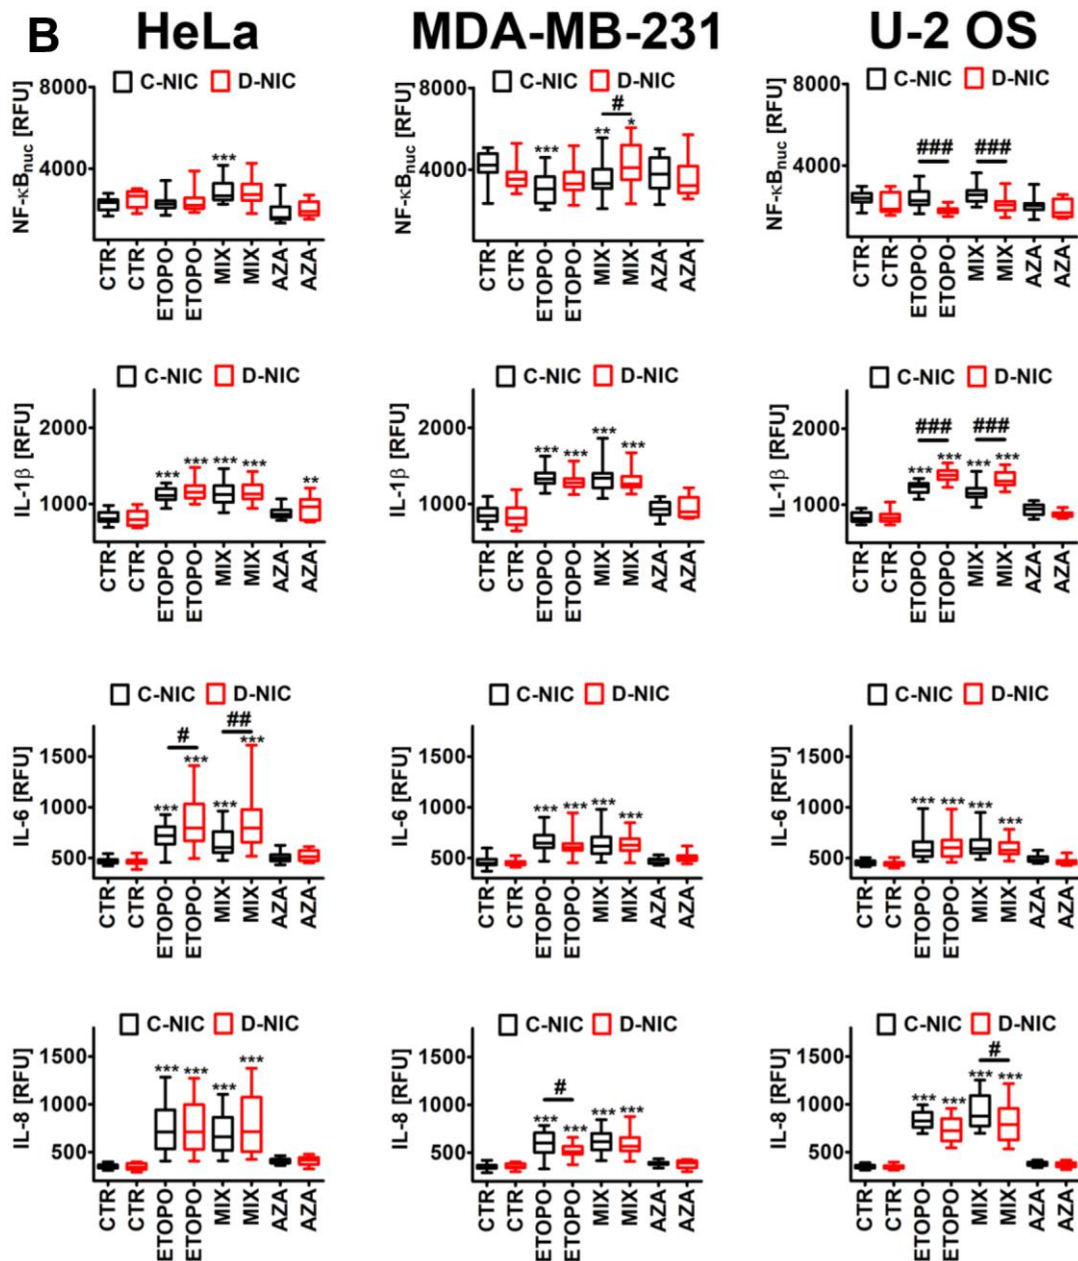 B HeLa MDA-MB-231 U-2 OS
C-NIC D-NIC
NF-κBnuc [RFU]
8000
4000
***
CTR CTR ETOPO ETOPO MIX MIX AZA AZA
C-NIC D-NIC
NF-κBnuc [RFU]
8000
4000
*** ** # *
CTR CTR ETOPO ETOPO MIX MIX AZA AZA
C-NIC D-NIC
NF-κBnuc [RFU]
8000
4000
### ###
CTR CTR ETOPO ETOPO MIX MIX AZA AZA
C-NIC D-NIC
IL-1β [RFU]
2000
1000
*** *** *** *** **
CTR CTR ETOPO ETOPO MIX MIX AZA AZA
C-NIC D-NIC
IL-1β [RFU]
2000
1000
*** *** *** ***
CTR CTR ETOPO ETOPO MIX MIX AZA AZA
C-NIC D-NIC
IL-1β [RFU]
2000
1000
### ###
*** *** *** ***
CTR CTR ETOPO ETOPO MIX MIX AZA AZA
C-NIC D-NIC
IL-6 [RFU]
1500
1000
500
# ##
*** *** *** ***
CTR CTR ETOPO ETOPO MIX MIX AZA AZA
C-NIC D-NIC
IL-6 [RFU]
1500
1000
500
*** *** *** ***
CTR CTR ETOPO ETOPO MIX MIX AZA AZA
C-NIC D-NIC
IL-6 [RFU]
1500
1000
500
*** *** *** ***
CTR CTR ETOPO ETOPO MIX MIX AZA AZA
C-NIC D-NIC
IL-8 [RFU]
1500
1000
500
*** *** *** ***
CTR CTR ETOPO ETOPO MIX MIX AZA AZA
C-NIC D-NIC
IL-8 [RFU]
1500
1000
500
#
*** *** *** ***
CTR CTR ETOPO ETOPO MIX MIX AZA AZA
C-NIC D-NIC
IL-8 [RFU]
1500
1000
500
#
*** *** *** ***
CTR CTR ETOPO ETOPO MIX MIX AZA AZA